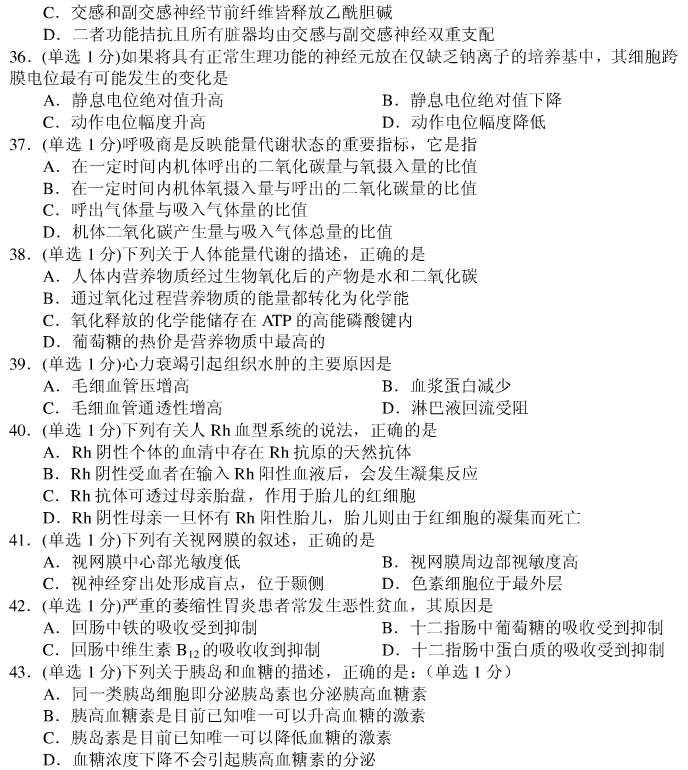 C．交感和副交感神经节前纤维皆释放乙酰胆碱
D．二者功能拮抗且所有脏器均由交感与副交感神经双重支配
36．(单选 1 分)如果将具有正常生理功能的神经元放在仅缺乏钠离子的培养基中，其细胞跨
膜电位最有可能发生的变化是
A．静息电位绝对值升高 B．静息电位绝对值下降
C．动作电位幅度升高 D．动作电位幅度降低
37．(单选 1 分)呼吸商是反映能量代谢状态的重要指标，它是指
A．在一定时间内机体呼出的二氧化碳量与氧摄入量的比值
B．在一定时间内机体氧摄入量与呼出的二氧化碳量的比值
C．呼出气体量与吸入气体量的比值
D．机体二氧化碳产生量与吸入气体总量的比值
38．(单选 1 分)下列关于人体能量代谢的描述，正确的是
A．人体内营养物质经过生物氧化后的产物是水和二氧化碳
B．通过氧化过程营养物质的能量都转化为化学能
C．氧化释放的化学能储存在 ATP 的高能磷酸键内
D．葡萄糖的热价是营养物质中最高的
39．(单选 1 分)心力衰竭引起组织水肿的主要原因是
A．毛细血管压增高 B．血浆蛋白减少
C．毛细血管通透性增高 D．淋巴液回流受阻
40．(单选 1 分)下列有关人 Rh 血型系统的说法，正确的是
A．Rh 阴性个体的血清中存在 Rh 抗原的天然抗体
B．Rh 阴性受血者在输入 Rh 阳性血液后，会发生凝集反应
C．Rh 抗体可透过母亲胎盘，作用于胎儿的红细胞
D．Rh 阴性母亲一旦怀有 Rh 阳性胎儿，胎儿则由于红细胞的凝集而死亡
41．(单选 1 分)下列有关视网膜的叙述，正确的是
A．视网膜中心部光敏度低 B．视网膜周边部视敏度高
C．视神经穿出处形成盲点，位于颞侧 D．色素细胞位于最外层
42．(单选 1 分)严重的萎缩性胃炎患者常发生恶性贫血，其原因是
A．回肠中铁的吸收受到抑制 B．十二指肠中葡萄糖的吸收受到抑制
C．回肠中维生素 B₁₂ 的吸收收到抑制 D．十二指肠中蛋白质的吸收受到抑制
43．(单选 1 分)下列关于胰岛和血糖的描述，正确的是：（单选 1 分）
A．同一类胰岛细胞即分泌胰岛素也分泌胰高血糖素
B．胰高血糖素是目前已知唯一可以升高血糖的激素
C．胰岛素是目前已知唯一可以降低血糖的激素
D．血糖浓度下降不会引起胰高血糖素的分泌